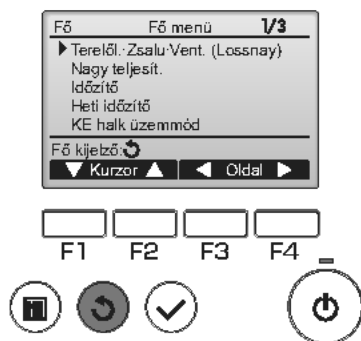 Fő Fő menü 1/3
Terelől.·Zsalu·Vent. (Lossnay)
Nagy teljesít.
Időzítő
Heti időzítő
KE halk üzemmód
Fő kijelző:
Kurzor Oldal
F1 F2 F3 F4